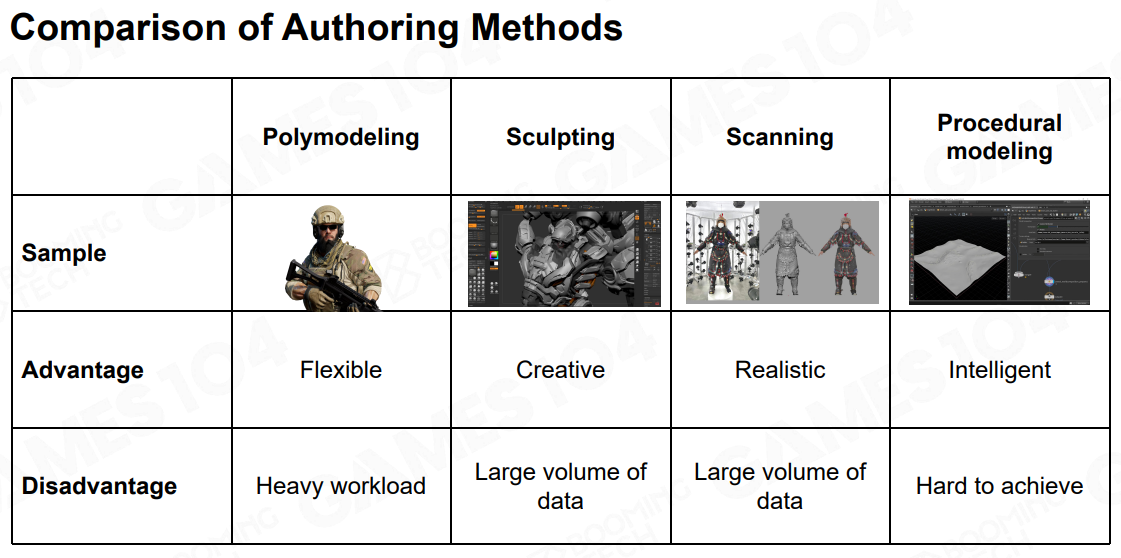 Comparison of Authoring Methods
Polymodeling
Sculpting
Scanning
Procedural
modeling
Sample
Advantage
Flexible
Creative
Realistic
Intelligent
Disadvantage
Heavy workload
Large volume of
data
Large volume of
data
Hard to achieve
GAMES104
BOOMING
TECH